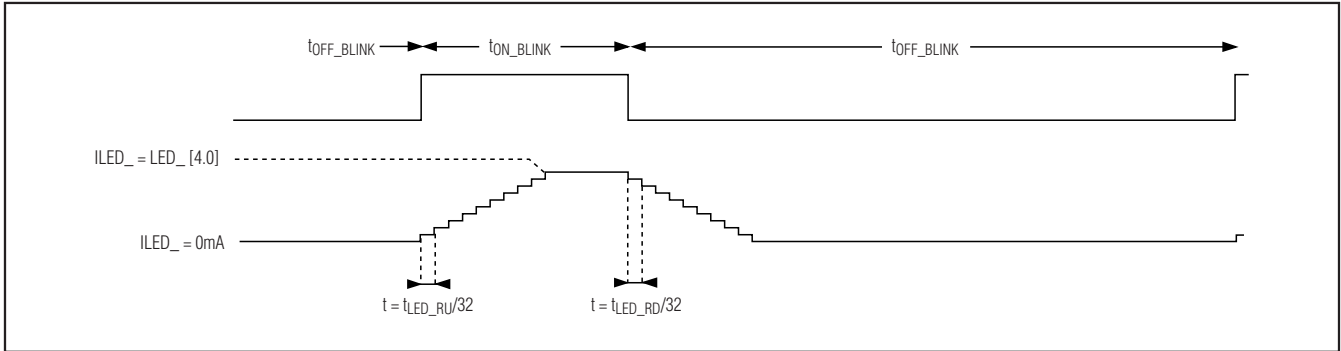 tOFF_BLINK tON_BLINK tOFF_BLINK
ILED_ = LED_ [4.0]
ILED_ = 0mA
t = tLED_RU/32 t = tLED_RD/32